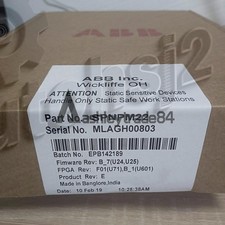 ABB
ABB Inc.
Wickliffe OH
ATTENTION Static Sensitive Devices
Handle Only Static Safe Work Stations
Part No. SPNPM22
Serial No. MLAGH00803
Batch No. EPB142189
Firmware Rev: B_7(U24,U25)
FPGA Rev: F01(U71),B_1(U601)
Product Rev: E
Made in Banglore,India
Date: 10 Feb 19 10:28:38AM